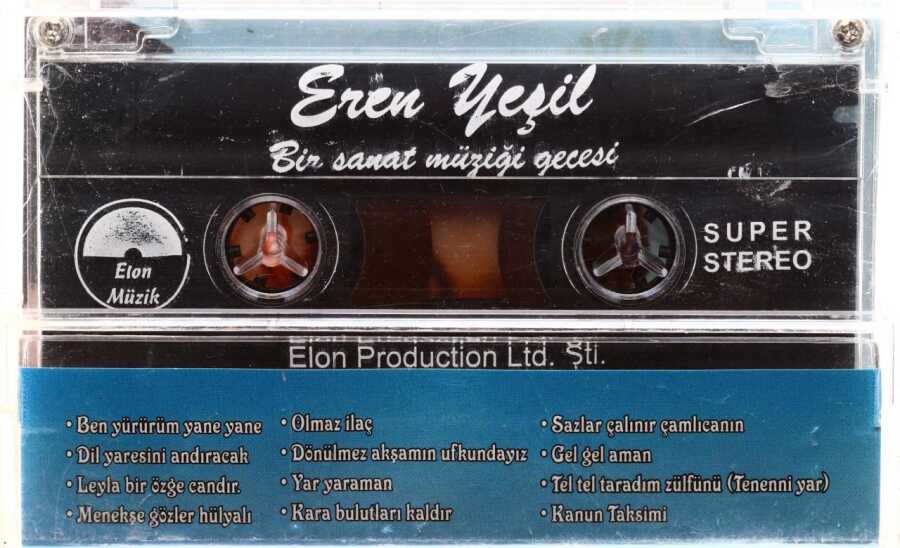 Eren Yeşil
Bir sanat müziği gecesi
Elon
Müzik
SUPER
STEREO
Elon Production Ltd. Şti.
• Ben yürürüm yane yane
• Dil yaresini andıracak
• Leyla bir özge candır.
• Menekşe gözler hülyalı
• Olmaz ilaç
• Dönülmez akşamın ufkundayız
• Yar yaraman
• Kara bulutları kaldır
• Sazlar çalınır çamlıcanın
• Gel gel aman
• Tel tel taradım zülfünü (Tenenni yar)
• Kanun Taksimi